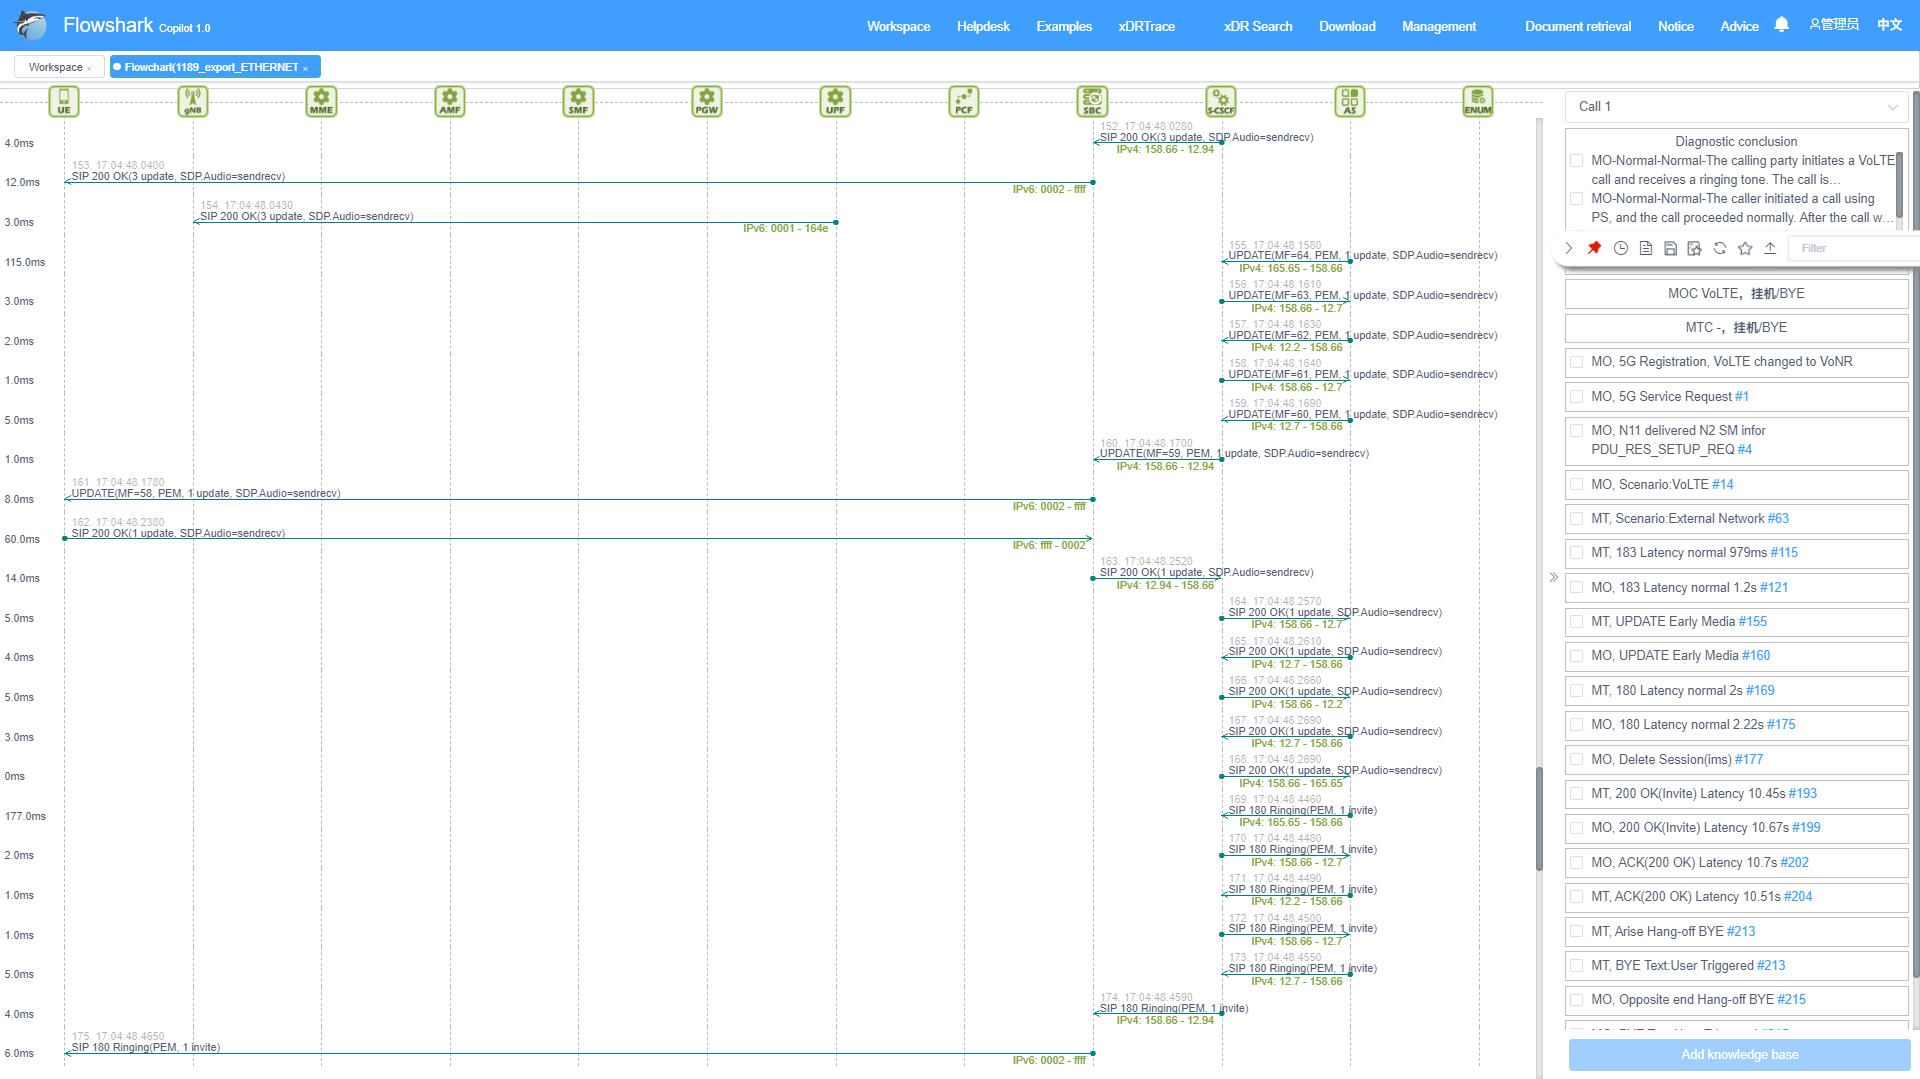 Flowshark Copilot 1.0
Workspace Helpdesk Examples xDRTrace xDR Search Download Management Document retrieval Notice Advice 管理员 中文
Workspace ×
Flowchart(1189_export_ETHERNET ×
UE gNB MME AMF SMF PGW UPF PCF SBC S-CSCF AS ENUM
152. 17:04:48.0280
4.0ms SIP 200 OK(3 update, SDP.Audio=sendrecv)
IPv4: 158.66 - 12.94
153. 17:04:48.0400
12.0ms SIP 200 OK(3 update, SDP.Audio=sendrecv)
IPv6: 0002 - ffff
154. 17:04:48.0430
3.0ms SIP 200 OK(3 update, SDP.Audio=sendrecv)
IPv6: 0001 - 164e
155. 17:04:48.1580
115.0ms UPDATE(MF=64, PEM, 1 update, SDP.Audio=sendrecv)
IPv4: 165.65 - 158.66
156. 17:04:48.1610
3.0ms UPDATE(MF=63, PEM, 1 update, SDP.Audio=sendrecv)
IPv4: 158.66 - 12.7
157. 17:04:48.1630
2.0ms UPDATE(MF=62, PEM, 1 update, SDP.Audio=sendrecv)
IPv4: 12.2 - 158.66
158. 17:04:48.1640
1.0ms UPDATE(MF=61, PEM, 1 update, SDP.Audio=sendrecv)
IPv4: 158.66 - 12.7
159. 17:04:48.1690
5.0ms UPDATE(MF=60, PEM, 1 update, SDP.Audio=sendrecv)
IPv4: 12.7 - 158.66
160. 17:04:48.1700
1.0ms UPDATE(MF=59, PEM, 1 update, SDP.Audio=sendrecv)
IPv4: 158.66 - 12.94
161. 17:04:48.1780
8.0ms UPDATE(MF=58, PEM, 1 update, SDP.Audio=sendrecv)
IPv6: 0002 - ffff
162. 17:04:48.2380
60.0ms SIP 200 OK(1 update, SDP.Audio=sendrecv)
IPv6: ffff - 0002
163. 17:04:48.2520
14.0ms SIP 200 OK(1 update, SDP.Audio=sendrecv)
IPv4: 12.94 - 158.66
164. 17:04:48.2570
5.0ms SIP 200 OK(1 update, SDP.Audio=sendrecv)
IPv4: 158.66 - 12.7
165. 17:04:48.2610
4.0ms SIP 200 OK(1 update, SDP.Audio=sendrecv)
IPv4: 12.7 - 158.66
166. 17:04:48.2660
5.0ms SIP 200 OK(1 update, SDP.Audio=sendrecv)
IPv4: 158.66 - 12.2
167. 17:04:48.2690
3.0ms SIP 200 OK(1 update, SDP.Audio=sendrecv)
IPv4: 12.7 - 158.66
168. 17:04:48.2690
0ms SIP 200 OK(1 update, SDP.Audio=sendrecv)
IPv4: 158.66 - 165.65
169. 17:04:48.4460
177.0ms SIP 180 Ringing(PEM, 1 invite)
IPv4: 165.65 - 158.66
170. 17:04:48.4480
2.0ms SIP 180 Ringing(PEM, 1 invite)
IPv4: 158.66 - 12.7
171. 17:04:48.4490
1.0ms SIP 180 Ringing(PEM, 1 invite)
IPv4: 12.2 - 158.66
172. 17:04:48.4500
1.0ms SIP 180 Ringing(PEM, 1 invite)
IPv4: 158.66 - 12.7
173. 17:04:48.4550
5.0ms SIP 180 Ringing(PEM, 1 invite)
IPv4: 12.7 - 158.66
174. 17:04:48.4590
4.0ms SIP 180 Ringing(PEM, 1 invite)
IPv4: 158.66 - 12.94
175. 17:04:48.4650
6.0ms SIP 180 Ringing(PEM, 1 invite)
IPv6: 0002 - ffff
Call 1
Diagnostic conclusion
MO-Normal-Normal-The calling party initiates a VoLTE
call and receives a ringing tone. The call is…
MO-Normal-Normal-The caller initiated a call using
PS, and the call proceeded normally. After the call w…
Filter
MOC VoLTE，挂机/BYE
MTC -，挂机/BYE
MO, 5G Registration, VoLTE changed to VoNR
MO, 5G Service Request #1
MO, N11 delivered N2 SM infor
PDU_RES_SETUP_REQ #4
MO, Scenario:VoLTE #14
MT, Scenario:External Network #63
MT, 183 Latency normal 979ms #115
MO, 183 Latency normal 1.2s #121
MT, UPDATE Early Media #155
MO, UPDATE Early Media #160
MT, 180 Latency normal 2s #169
MO, 180 Latency normal 2.22s #175
MO, Delete Session(ims) #177
MT, 200 OK(Invite) Latency 10.45s #193
MO, 200 OK(Invite) Latency 10.67s #199
MO, ACK(200 OK) Latency 10.7s #202
MT, ACK(200 OK) Latency 10.51s #204
MT, Arise Hang-off BYE #213
MT, BYE Text:User Triggered #213
MO, Opposite end Hang-off BYE #215
Add knowledge base